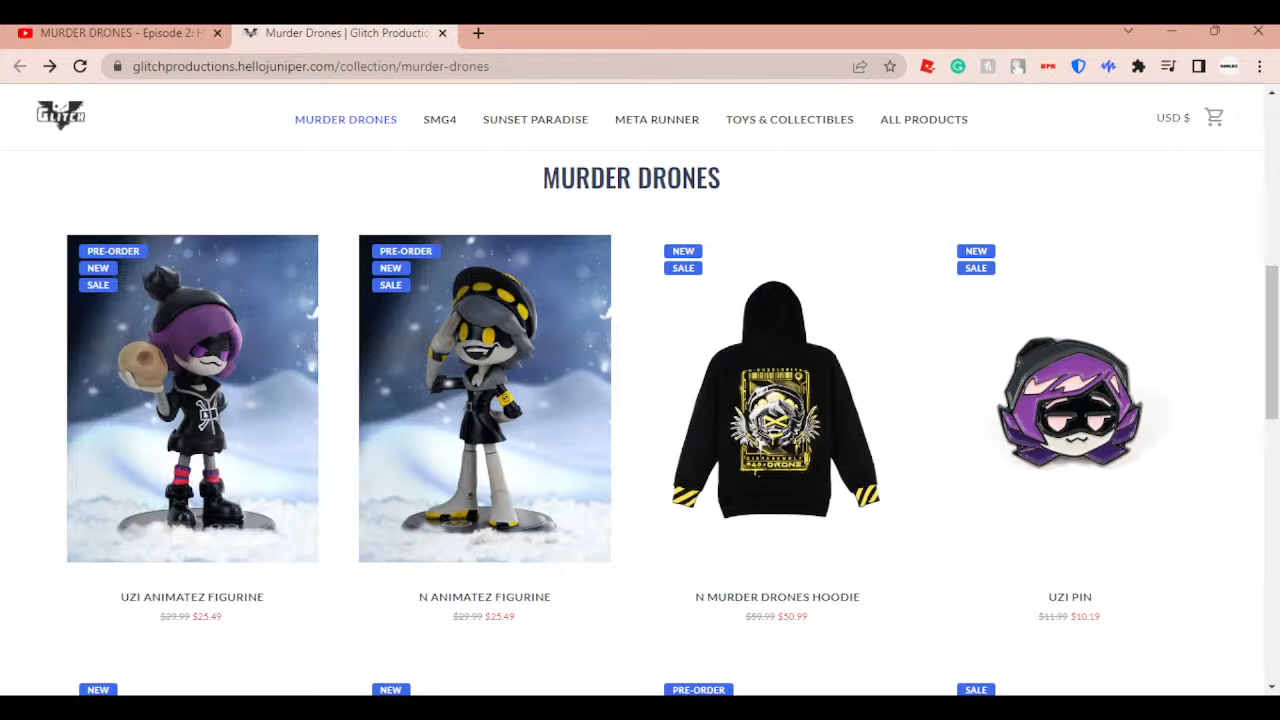 MURDER DRONES - Episode 2: H
Murder Drones | Glitch Productio
glitchproductions.hellojuniper.com/collection/murder-drones
GLITCH
MURDER DRONES
SMG4
SUNSET PARADISE
META RUNNER
TOYS & COLLECTIBLES
ALL PRODUCTS
USD $
MURDER DRONES
PRE-ORDER
NEW
SALE
PRE-ORDER
NEW
SALE
NEW
SALE
NEW
SALE
UZI ANIMATEZ FIGURINE
$29.99 $25.49
N ANIMATEZ FIGURINE
$29.99 $25.49
N MURDER DRONES HOODIE
$59.99 $50.99
UZI PIN
$11.99 $10.19
NEW
NEW
PRE-ORDER
SALE